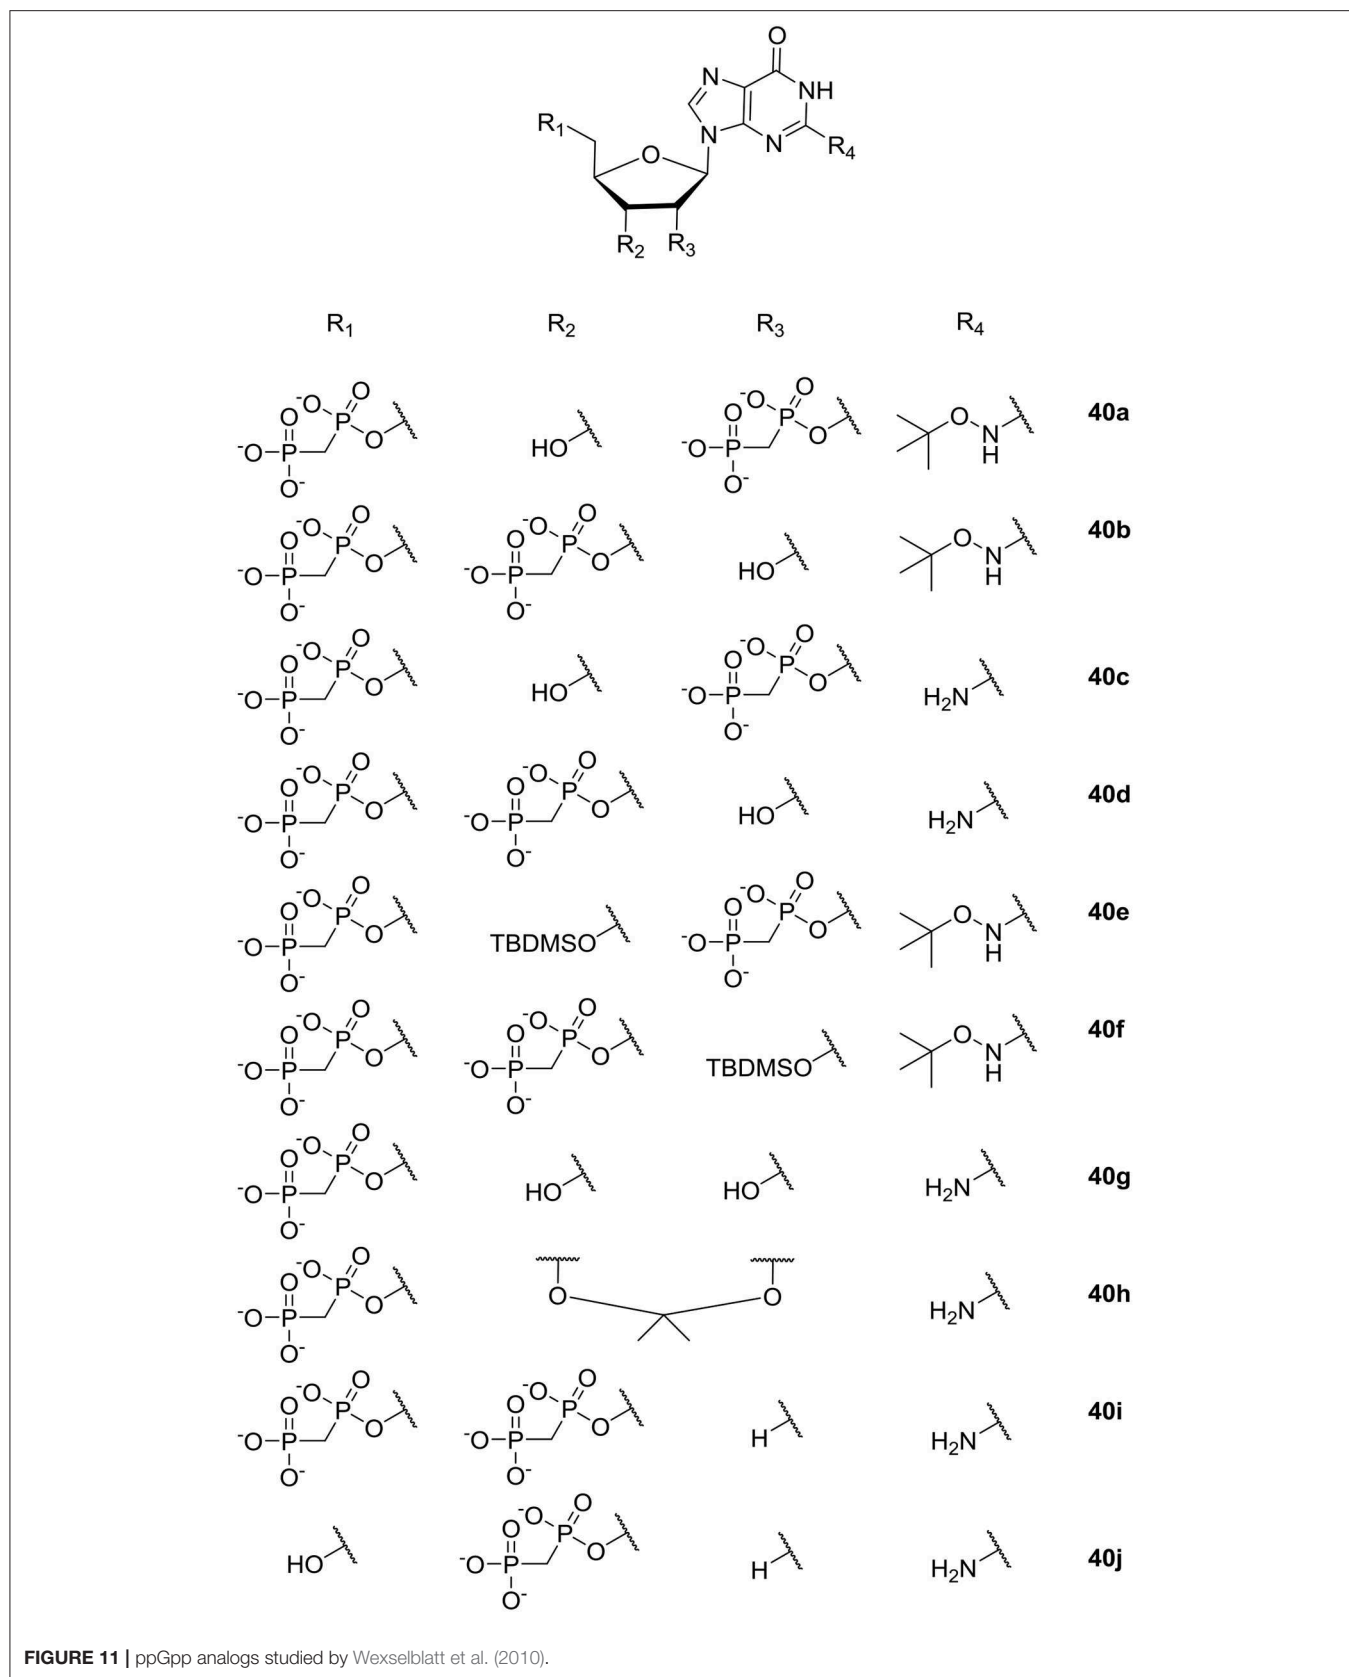 O
N
NH
N
N
R4
R1
O
R2 R3
R1 R2 R3 R4
-O O O P -O P O O- HO -O O O P -O P O O- O N H 40a
-O O O P -O P O O- -O O O P -O P O O- HO O N H 40b
-O O O P -O P O O- HO -O O O P -O P O O- H2N 40c
-O O O P -O P O O- -O O O P -O P O O- HO H2N 40d
-O O O P -O P O O- TBDMSO -O O O P -O P O O- O N H 40e
-O O O P -O P O O- -O O O P -O P O O- TBDMSO O N H 40f
-O O O P -O P O O- HO HO H2N 40g
-O O O P -O P O O- O O H2N 40h
-O O O P -O P O O- -O O O P -O P O O- H H2N 40i
HO -O O O P -O P O O- H H2N 40j
FIGURE 11 | ppGpp analogs studied by Wexselblatt et al. (2010).